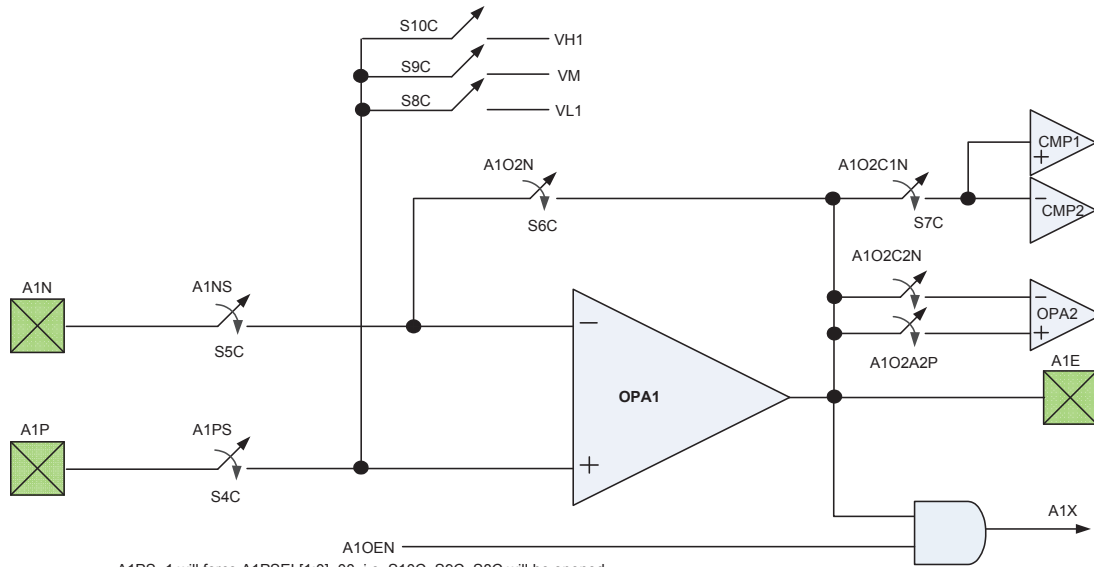 S10C
VH1
S9C
VM
S8C
VL1
A1O2N
S6C
A1O2C1N
S7C
CMP1
+
−
CMP2
A1N
A1NS
S5C
A1O2C2N
−
OPA2
+
A1O2A2P
−
OPA1
+
A1E
A1P
A1PS
S4C
A1OEN
A1X